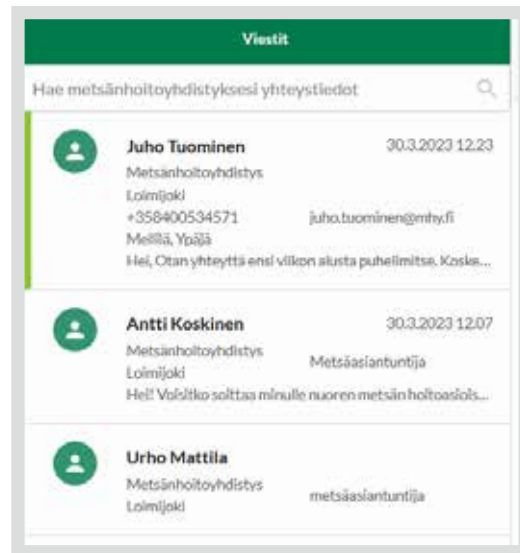 Viestit
Hae metsänhoitoyhdistyksesi yhteystiedot
Juho Tuominen 30.3.2023 12.23
Metsänhoitoyhdistys
Loimijoki
+358400534571 juho.tuominen@mhy.fi
Mellilä, Ypäjä
Hei, Otan yhteyttä ensi viikon alusta puhelimitse. Koske...
Antti Koskinen 30.3.2023 12.07
Metsänhoitoyhdistys
Loimijoki Metsäasiantuntija
Hei! Voisitko soittaa minulle nuoren metsän hoitoasiois...
Urho Mattila
Metsänhoitoyhdistys
Loimijoki metsäasiantuntija